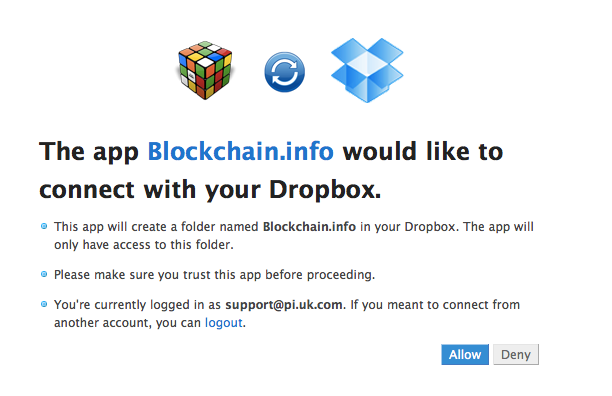 The app Blockchain.info would like to
connect with your Dropbox.
This app will create a folder named Blockchain.info in your Dropbox. The app will
only have access to this folder.
Please make sure you trust this app before proceeding.
You're currently logged in as support@pi.uk.com. If you meant to connect from
another account, you can logout.
Allow Deny